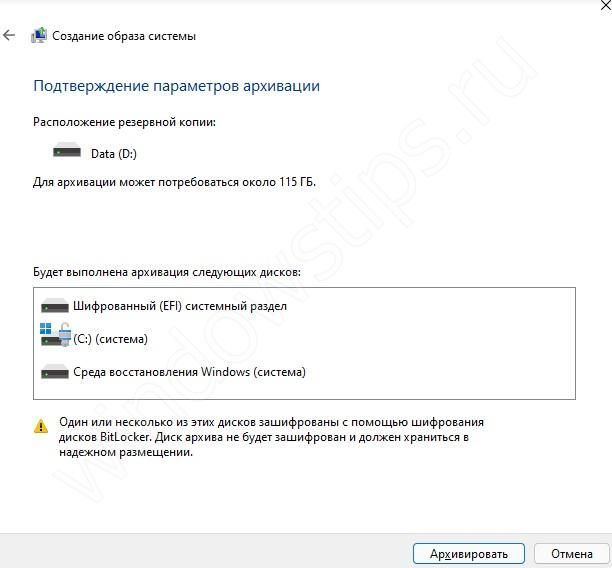 Создание образа системы
Подтверждение параметров архивации
Расположение резервной копии:
Data (D:)
Для архивации может потребоваться около 115 ГБ.
Будет выполнена архивация следующих дисков:
Шифрованный (EFI) системный раздел
(C:) (система)
Среда восстановления Windows (система)
Один или несколько из этих дисков зашифрованы с помощью шифрования
дисков BitLocker. Диск архива не будет зашифрован и должен храниться в
надежном размещении.
Архивировать
Отмена
windowstips.ru